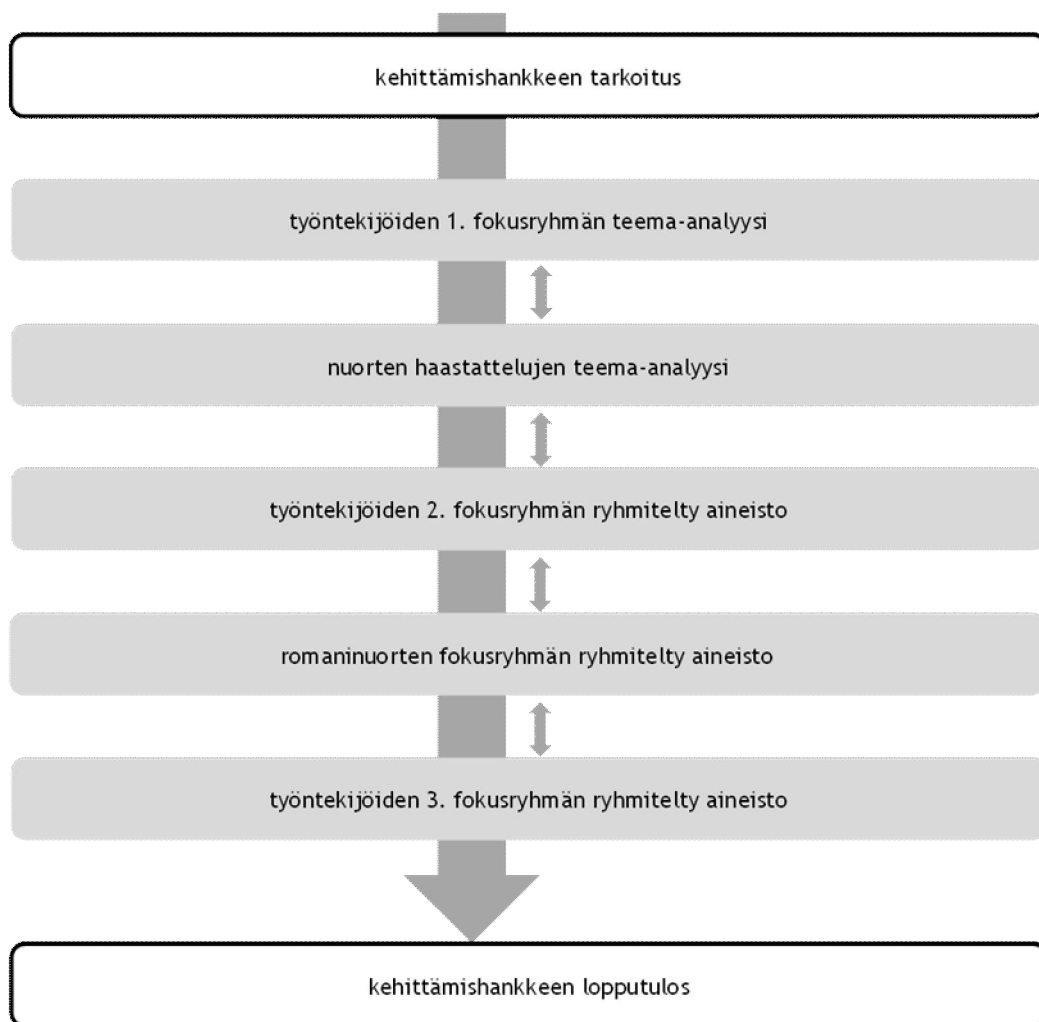 kehittämishankkeen tarkoitus
työntekijöiden 1. fokusryhmän teema-analyysi
nuorten haastattelujen teema-analyysi
työntekijöiden 2. fokusryhmän ryhmitelty aineisto
romaninuorten fokusryhmän ryhmitelty aineisto
työntekijöiden 3. fokusryhmän ryhmitelty aineisto
kehittämishankkeen lopputulos